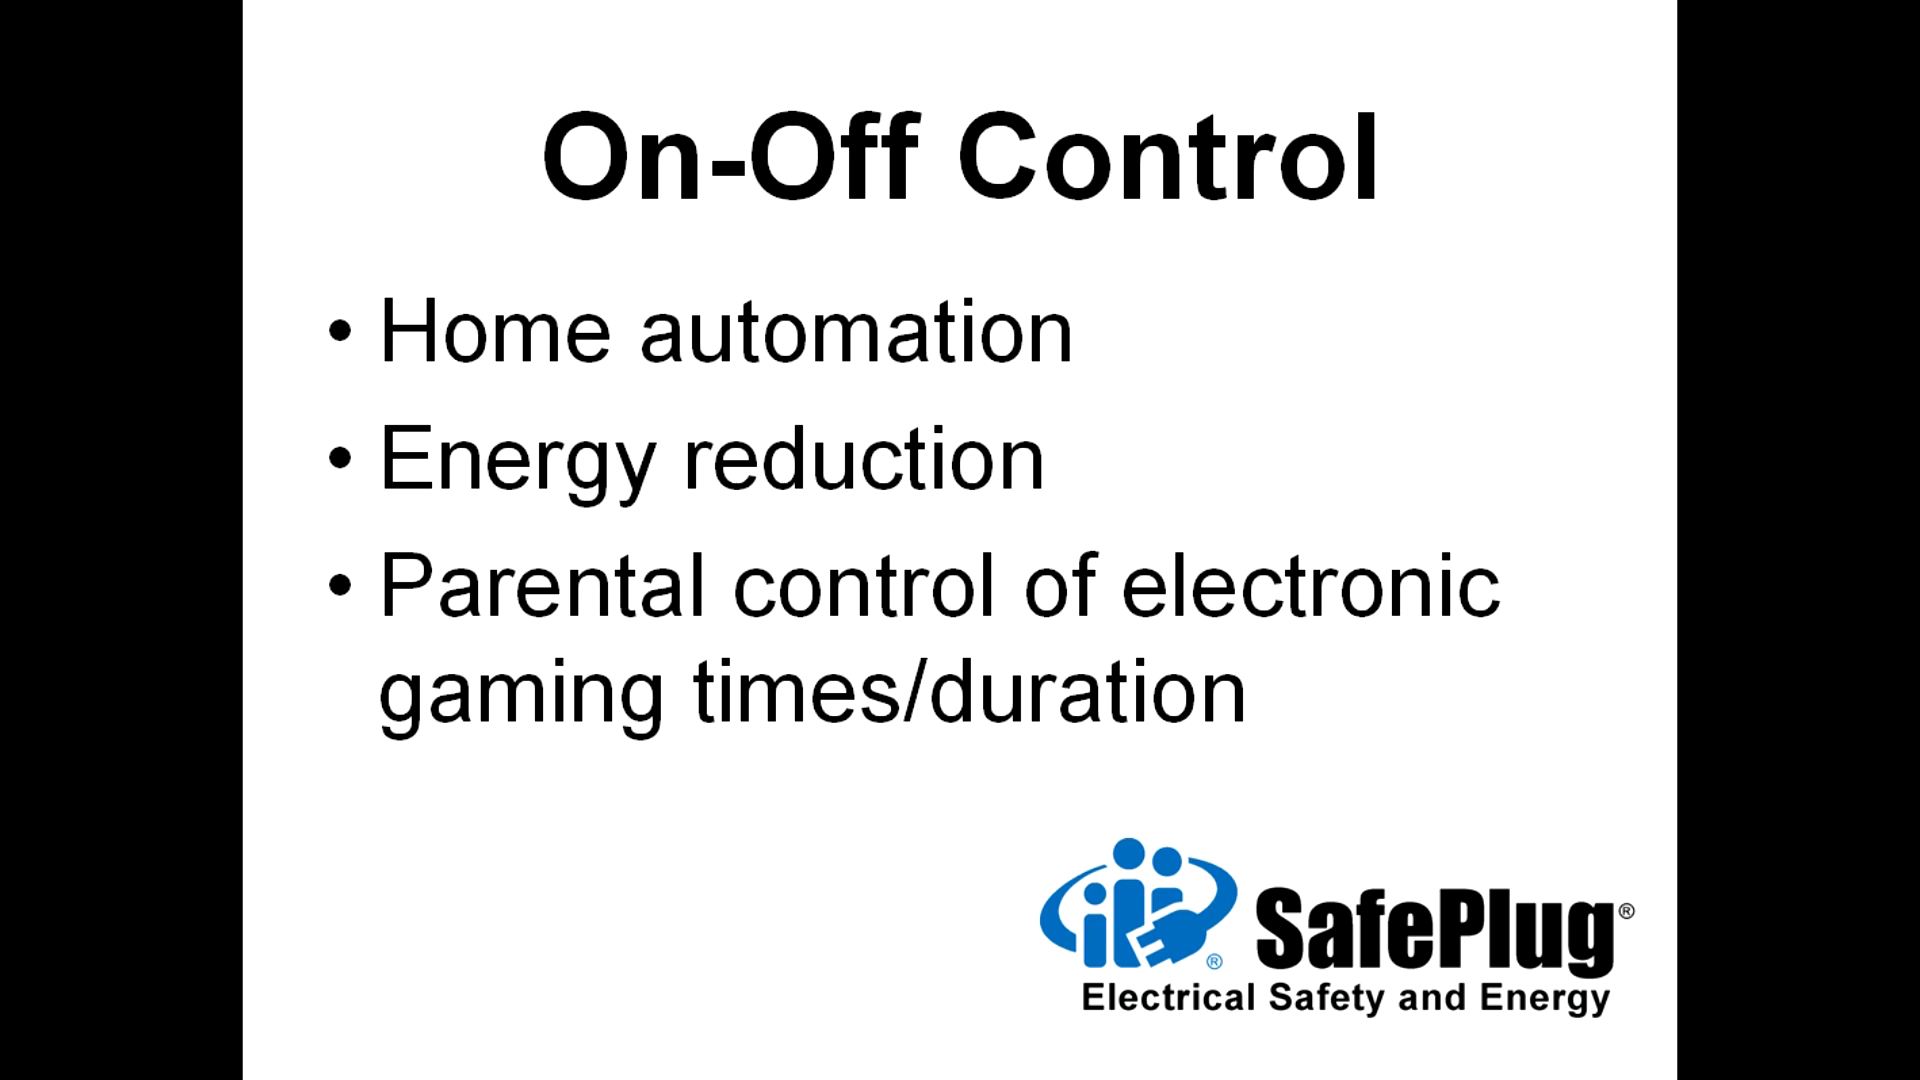 On-Off Control
• Home automation
• Energy reduction
• Parental control of electronic
gaming times/duration
®
SafePlug®
Electrical Safety and Energy